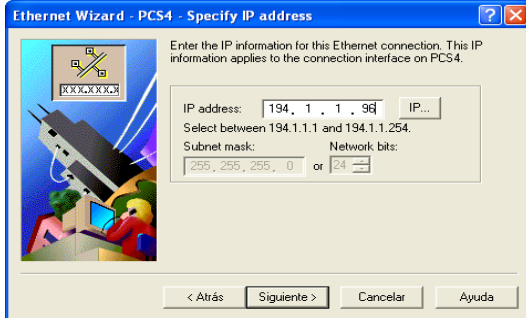 Ethernet Wizard - PCS4 - Specify IP address
Enter the IP information for this Ethernet connection. This IP
information applies to the connection interface on PCS4.
XXX.XXX.X
IP address: 194 . 1 . 1 . 96 IP...
Select between 194.1.1.1 and 194.1.1.254.
Subnet mask: Network bits:
255 . 255 . 255 . 0 or 24
< Atrás Siguiente > Cancelar Ayuda